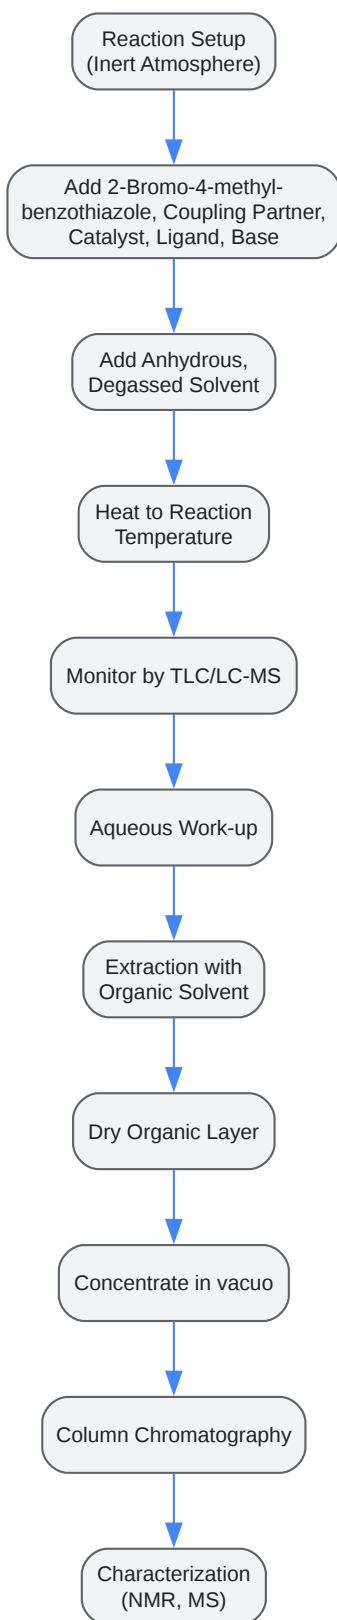 Reaction Setup
(Inert Atmosphere)
Add 2-Bromo-4-methyl-
benzothiazole, Coupling Partner,
Catalyst, Ligand, Base
Add Anhydrous,
Degassed Solvent
Heat to Reaction
Temperature
Monitor by TLC/LC-MS
Aqueous Work-up
Extraction with
Organic Solvent
Dry Organic Layer
Concentrate in vacuo
Column Chromatography
Characterization
(NMR, MS)